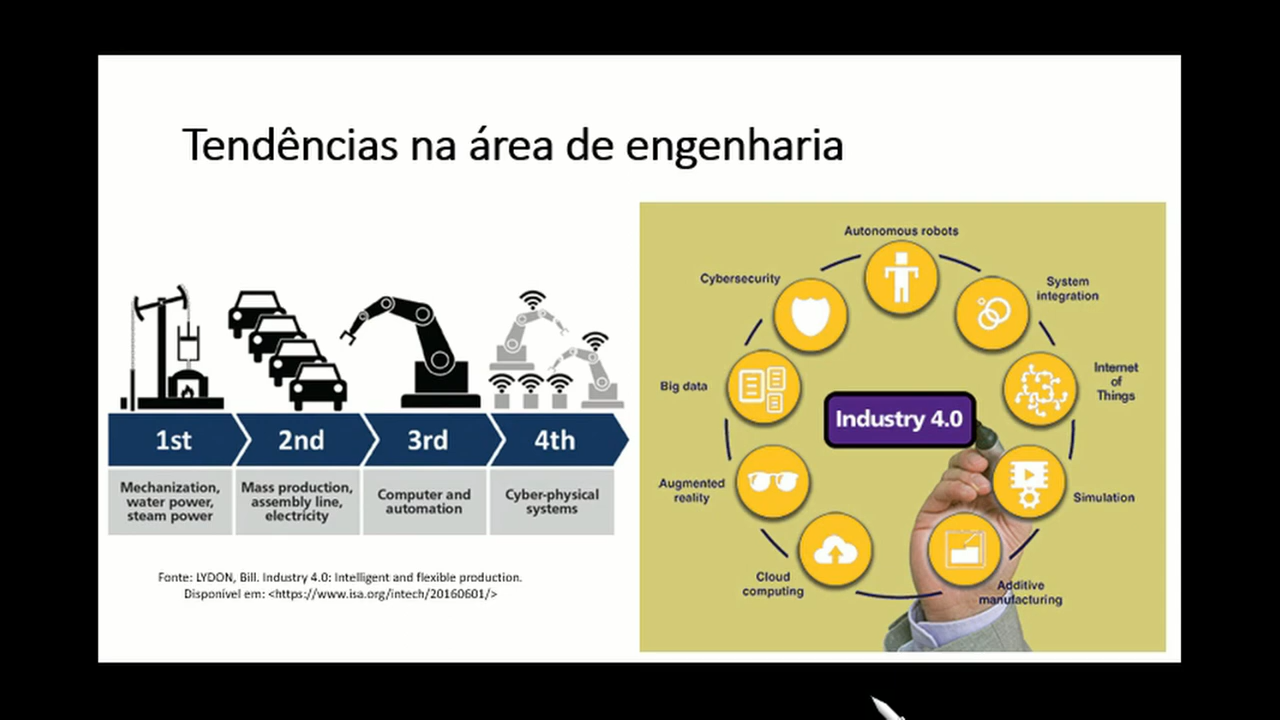 Tendências na área de engenharia
1st
2nd
3rd
4th
Mechanization,
water power,
steam power
Mass production,
assembly line,
electricity
Computer and
automation
Cyber-physical
systems
Fonte: LYDON, Bill. Industry 4.0: Intelligent and flexible production.
Disponível em: <https://www.isa.org/intech/20160601/>
Autonomous robots
System
integration
Internet
of
Things
Simulation
Additive
manufacturing
Cloud
computing
Augmented
reality
Big data
Cybersecurity
Industry 4.0